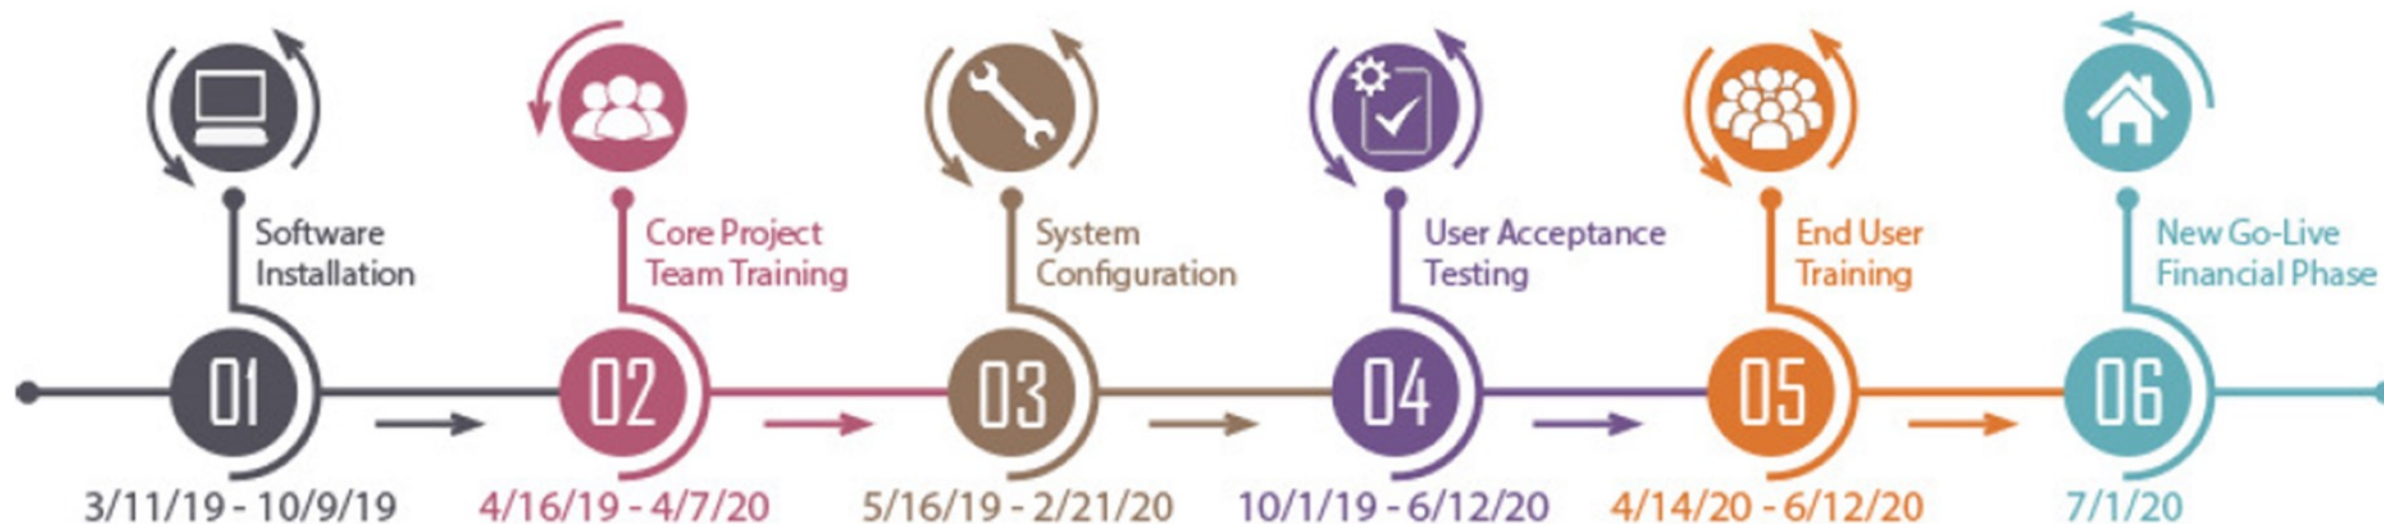 Software
Installation
Core Project
Team Training
System
Configuration
User Acceptance
Testing
End User
Training
New Go-Live
Financial Phase
01
02
03
04
05
06
3/11/19 - 10/9/19
4/16/19 - 4/7/20
5/16/19 - 2/21/20
10/1/19 - 6/12/20
4/14/20 - 6/12/20
7/1/20